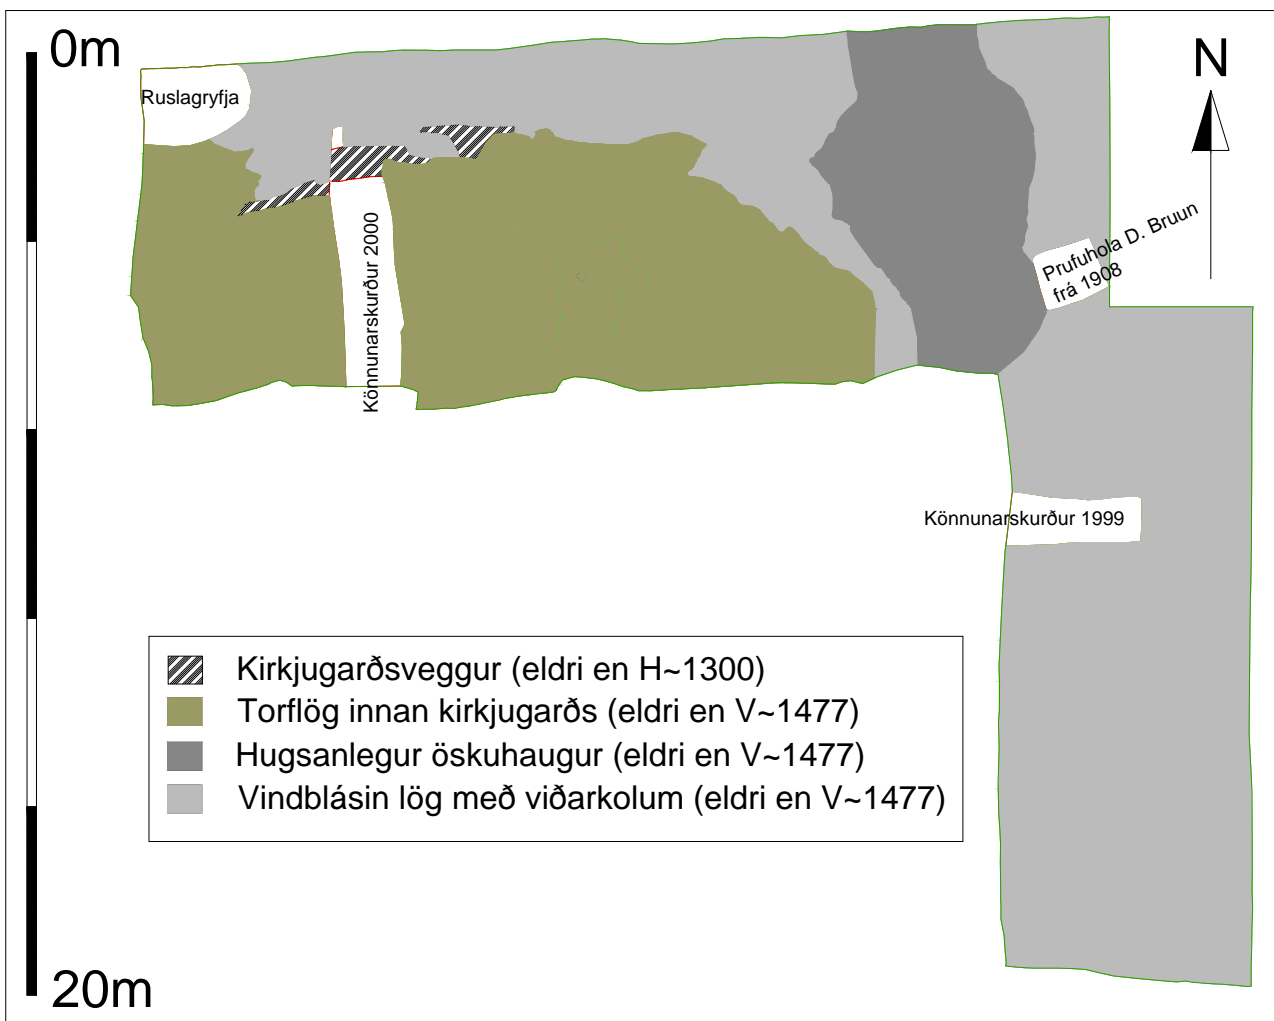 0m
N
Ruslagryfja
Könnunarskurður 2000
Prufuhola D. Bruun
frá 1908
Könnunarskurður 1999
Kirkjugarðsveggur (eldri en H~1300)
Torflög innan kirkjugarðs (eldri en V~1477)
Hugsanlegur öskuhaugur (eldri en V~1477)
Vindblásin lög með viðarkolum (eldri en V~1477)
20m